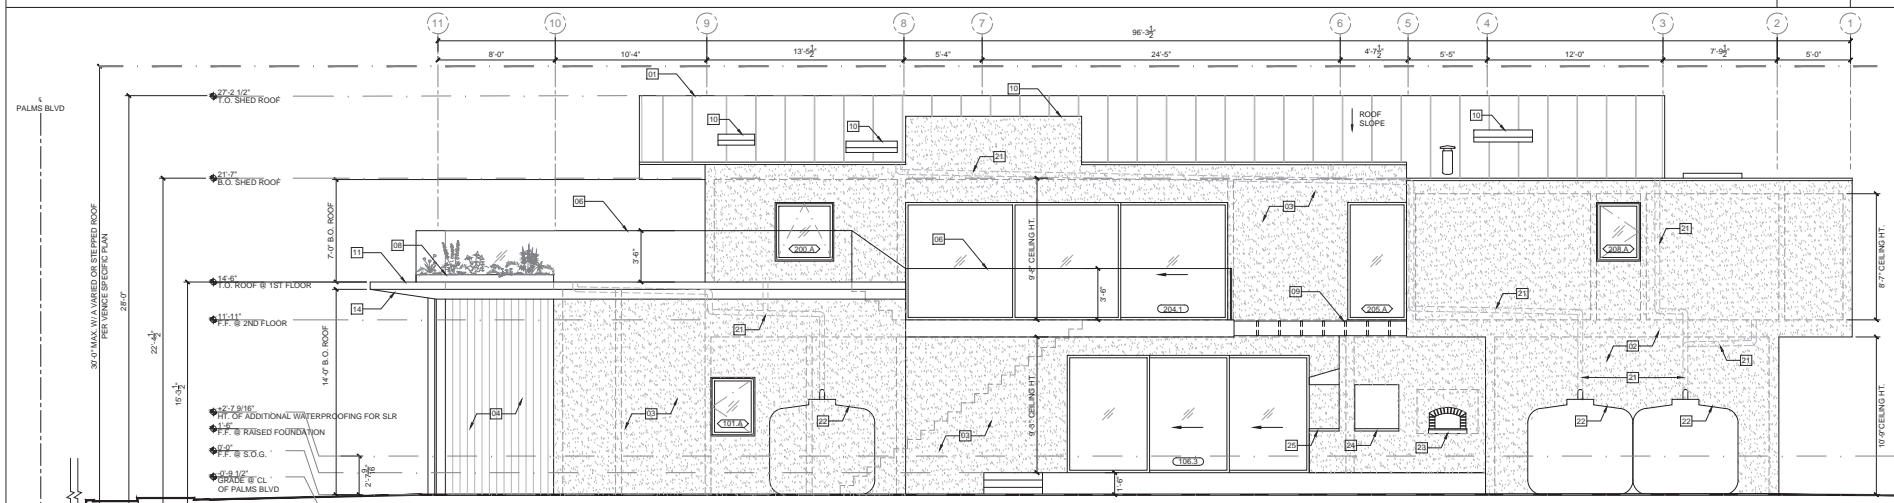 11
10
9
8
7
6
5
4
3
2
1
96'-3½"
8'-0"
10'-4"
13'-5½"
5'-4"
24'-5"
4'-7½"
5'-5"
12'-0"
7'-9½"
5'-0"
PALMS BLVD
27'-2 1/2"
T.O. SHED ROOF
01
10
10
10
10
ROOF
SLOPE
21
21'-7"
B.O. SHED ROOF
30'-0" MAX. W/ A VARIED OR STEPPED ROOF
PER VENICE SPECIFIC PLAN
28'-0"
22'-4½"
15'-3½"
7'-0" B.O. ROOF
06
03
200.A
208.A
21
08
11
3'-6"
06
9'-8" CEILING HT.
8'-7" CEILING HT.
14'-6"
T.O. ROOF @ 1ST FLOOR
14
3'-6"
204.1
205.A
09
21
11'-11"
F.F. @ 2ND FLOOR
21
02
21
14'-0" B.O. ROOF
9'-3" CEILING HT.
10'-9" CEILING HT.
21
+2'-7 9/16"
HT. OF ADDITIONAL WATERPROOFING FOR SLR
1'-6"
F.F. @ RAISED FOUNDATION
0'-0"
F.F. @ S.O.G.
-0'-9 1/2"
GRADE @ CL
OF PALMS BLVD
04
03
101.A
22
03
106.3
25
24
23
22
22
1'-6"